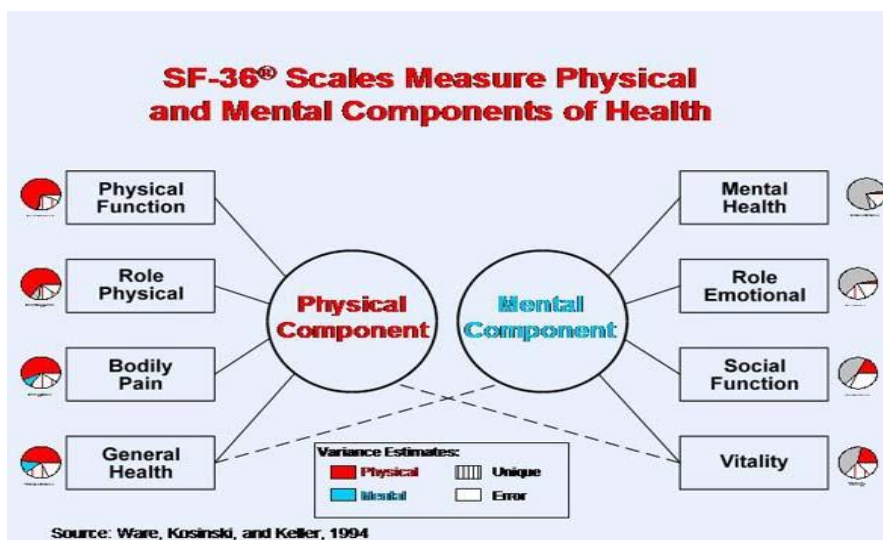 SF-36® Scales Measure Physical
and Mental Components of Health
Physical
Function
Role
Physical
Bodily
Pain
General
Health
Physical
Component
Mental
Component
Mental
Health
Role
Emotional
Social
Function
Vitality
Variance Estimates:
Physical
Unique
Mental
Error
Source: Ware, Kosinski, and Keller, 1994